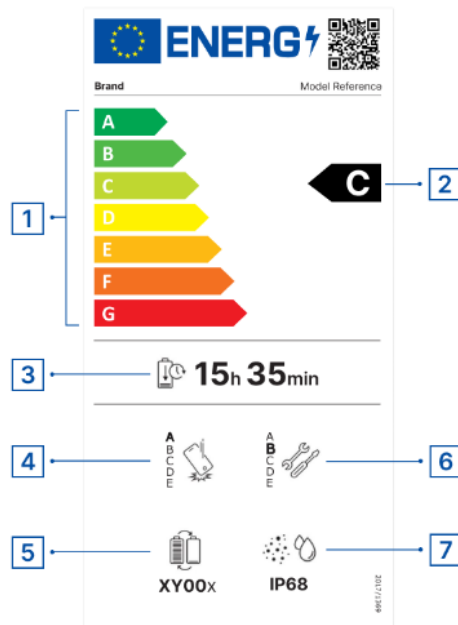 ENERG
Brand Model Reference
A
B
C
D
E
F
G
C
1
2
3
15h 35min
4
A
B
C
D
E
A
B
C
D
E
6
5
XY00x
IP68
7
2017/1369